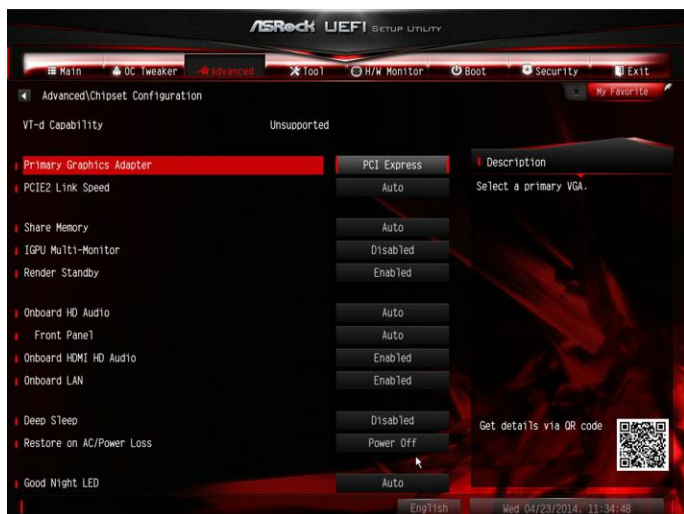 ASRock UEFI SETUP UTILITY
Main OC Tweaker Advanced Tool H/W Monitor Boot Security Exit
Advanced\Chipset Configuration
My Favorite
VT-d Capability Unsupported
Primary Graphics Adapter PCI Express
Description
PCIE2 Link Speed Auto
Select a primary VGA.
Share Memory Auto
IGPU Multi-Monitor Disabled
Render Standby Enabled
Onboard HD Audio Auto
Front Panel Auto
Onboard HDMI HD Audio Enabled
Onboard LAN Enabled
Deep Sleep Disabled
Get details via QR code
Restore on AC/Power Loss Power Off
Good Night LED Auto
English
Wed 04/23/2014. 11:34:48